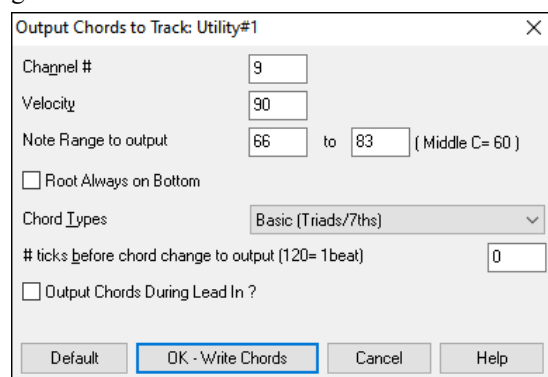 Output Chords to Track: Utility#1
Channel # 9
Velocity 90
Note Range to output 66 to 83 ( Middle C= 60 )
Root Always on Bottom
Chord Types Basic (Triads/7ths)
# ticks before chord change to output (120= 1beat) 0
Output Chords During Lead In ?
Default OK - Write Chords Cancel Help